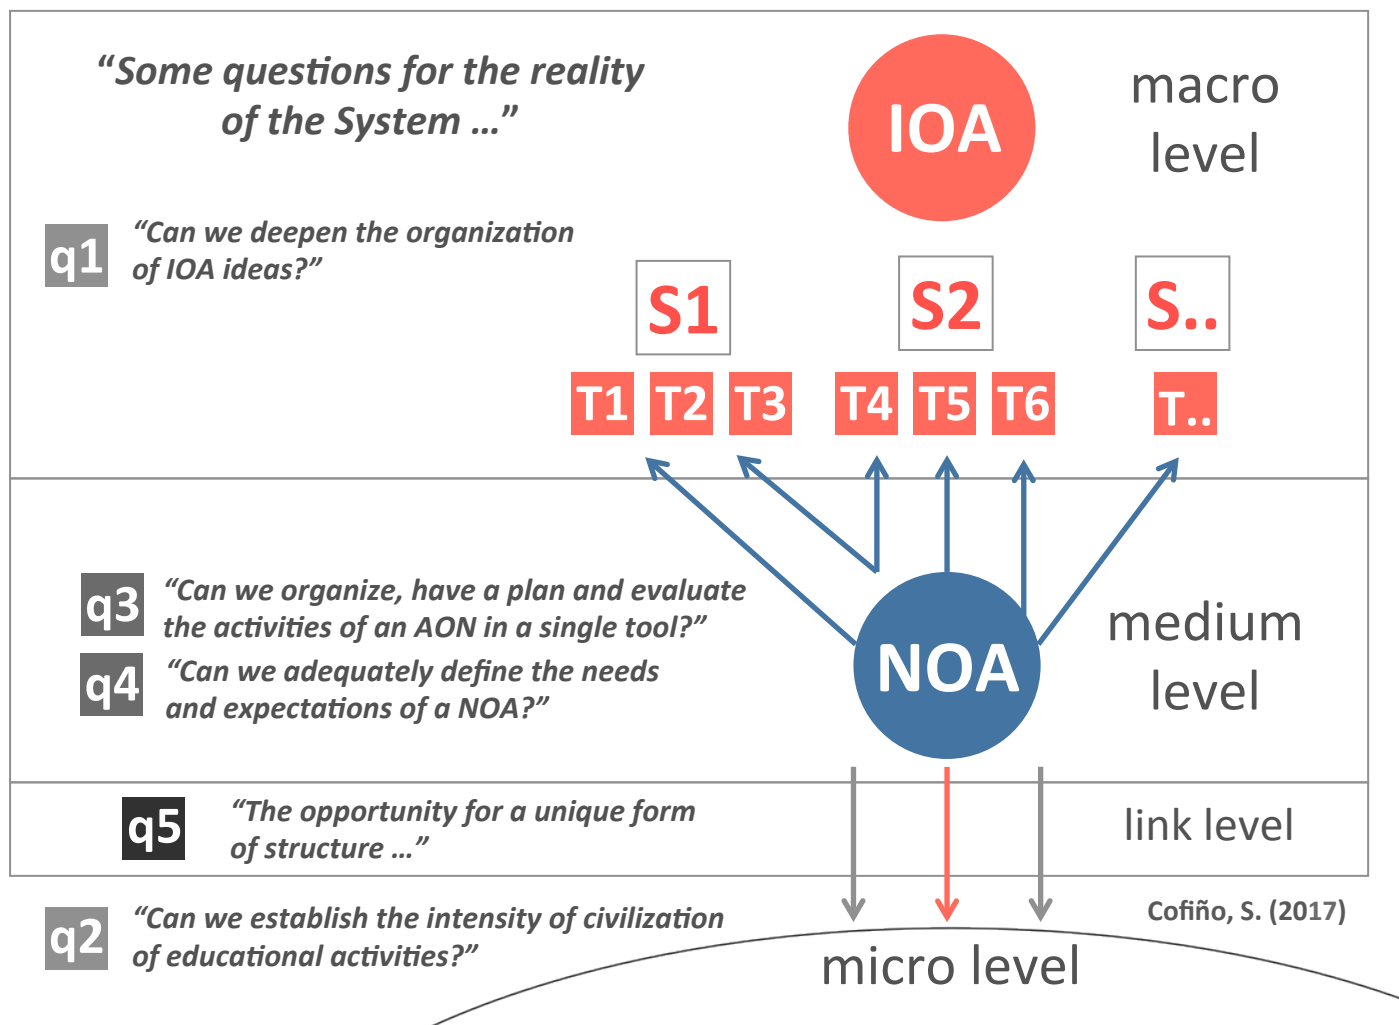 “Some questions for the reality
of the System …”
IOA
macro
level
q1
“Can we deepen the organization
of IOA ideas?”
S1
S2
S..
T1
T2
T3
T4
T5
T6
T..
q3
“Can we organize, have a plan and evaluate
the activities of an AON in a single tool?”
q4
“Can we adequately define the needs
and expectations of a NOA?”
NOA
medium
level
q5
“The opportunity for a unique form
of structure …”
link level
q2
“Can we establish the intensity of civilization
of educational activities?”
Cofiño, S. (2017)
micro level